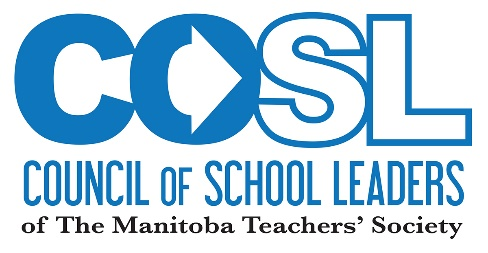 COSL
COUNCIL OF SCHOOL LEADERS
of The Manitoba Teachers' Society